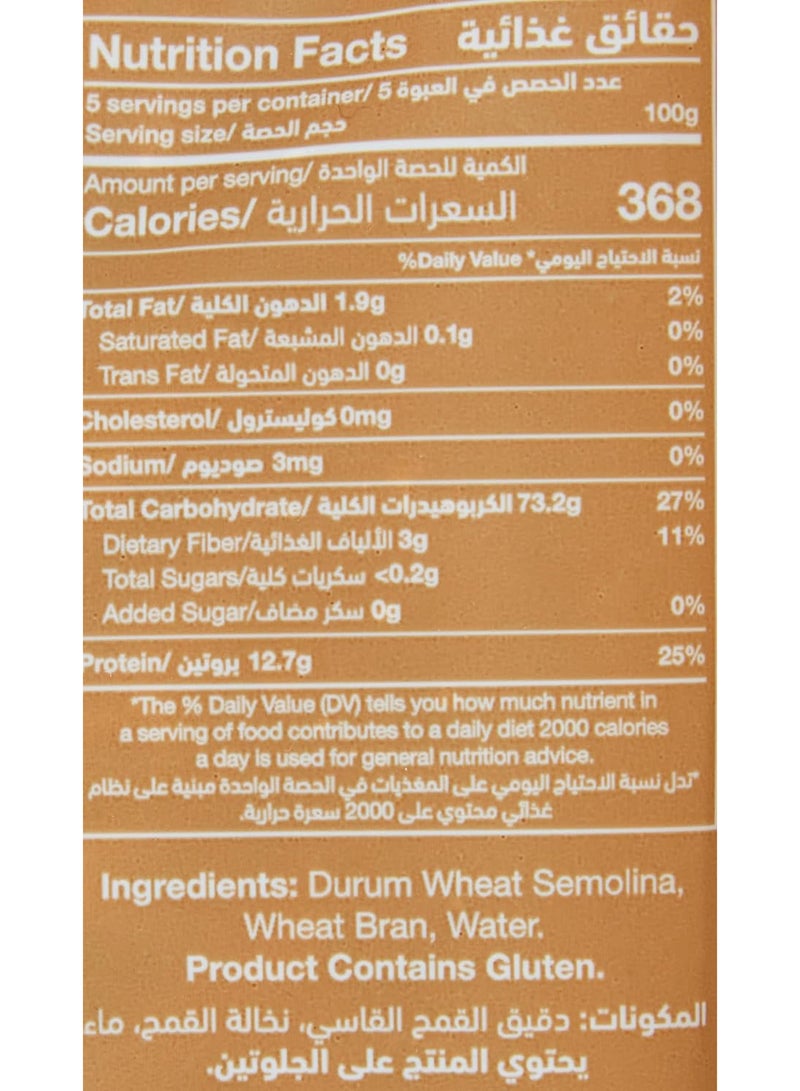 Nutrition Facts حقائق غذائية
5 servings per container/ عدد الحصص في العبوة 5
Serving size/ حجم الحصة 100g
Amount per serving/ الكمية للحصة الواحدة
Calories/ السعرات الحرارية 368
%Daily Value *نسبة الاحتياج اليومي
Total Fat/ الدهون الكلية 1.9g 2%
Saturated Fat/ الدهون المشبعة 0.1g 0%
Trans Fat/ الدهون المتحولة 0g 0%
Cholesterol/ كوليسترول 0mg 0%
Sodium/ صوديوم 3mg 0%
Total Carbohydrate/ الكربوهيدرات الكلية 73.2g 27%
Dietary Fiber/الألياف الغذائية 3g 11%
Total Sugars/سكريات كلية <0.2g
Added Sugar/سكر مضاف 0g 0%
Protein/ بروتين 12.7g 25%
*The % Daily Value (DV) tells you how much nutrient in
a serving of food contributes to a daily diet 2000 calories
a day is used for general nutrition advice.
*تدل نسبة الاحتياج اليومي على المغذيات في الحصة الواحدة مبنية على نظام
غذائي محتوي على 2000 سعرة حرارية.
Ingredients: Durum Wheat Semolina,
Wheat Bran, Water.
Product Contains Gluten.
المكونات: دقيق القمح القاسي، نخالة القمح، ماء
يحتوي المنتج على الجلوتين.